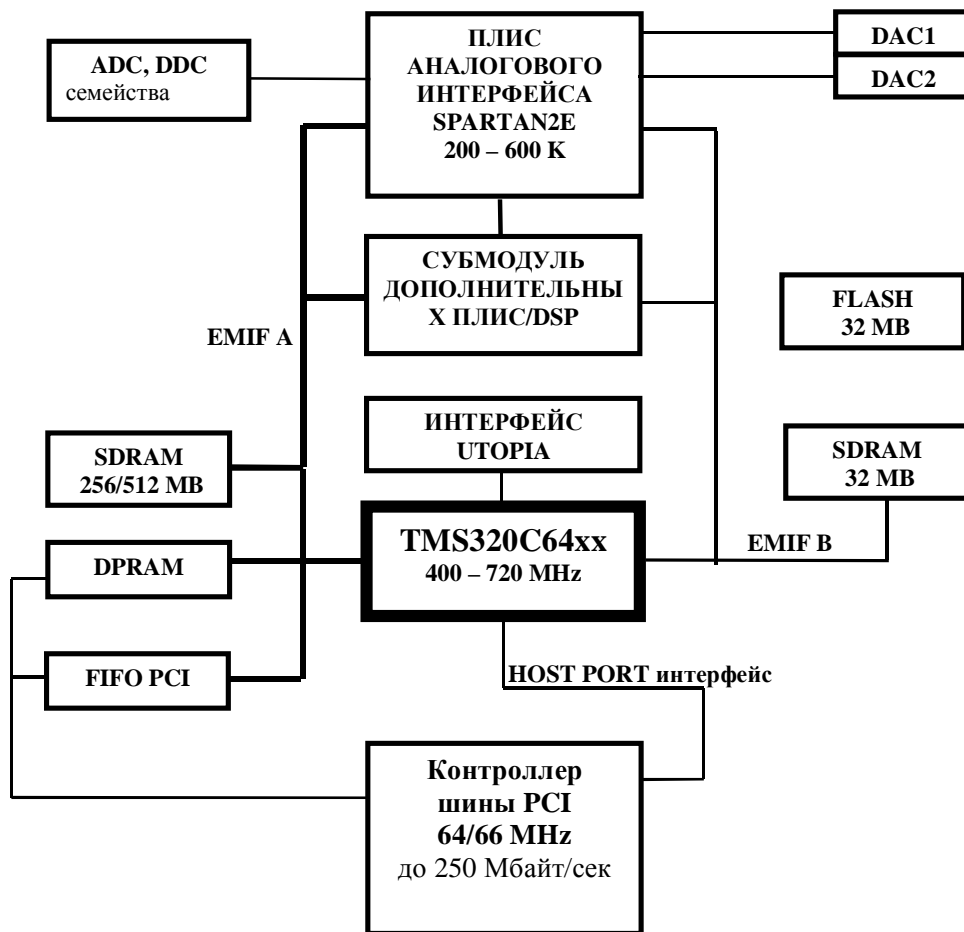 ADC, DDC
семейства
ПЛИС
АНАЛОГОВОГО
ИНТЕРФЕЙСА
SPARTAN2E
200 – 600 K
DAC1
DAC2
СУБМОДУЛЬ
ДОПОЛНИТЕЛЬНЫ
Х ПЛИС/DSP
FLASH
32 MB
EMIF A
ИНТЕРФЕЙС
UTOPIA
SDRAM
256/512 MB
SDRAM
32 MB
TMS320C64xx
400 – 720 MHz
EMIF B
DPRAM
FIFO PCI
HOST PORT интерфейс
Контроллер
шины PCI
64/66 MHz
до 250 Мбайт/сек